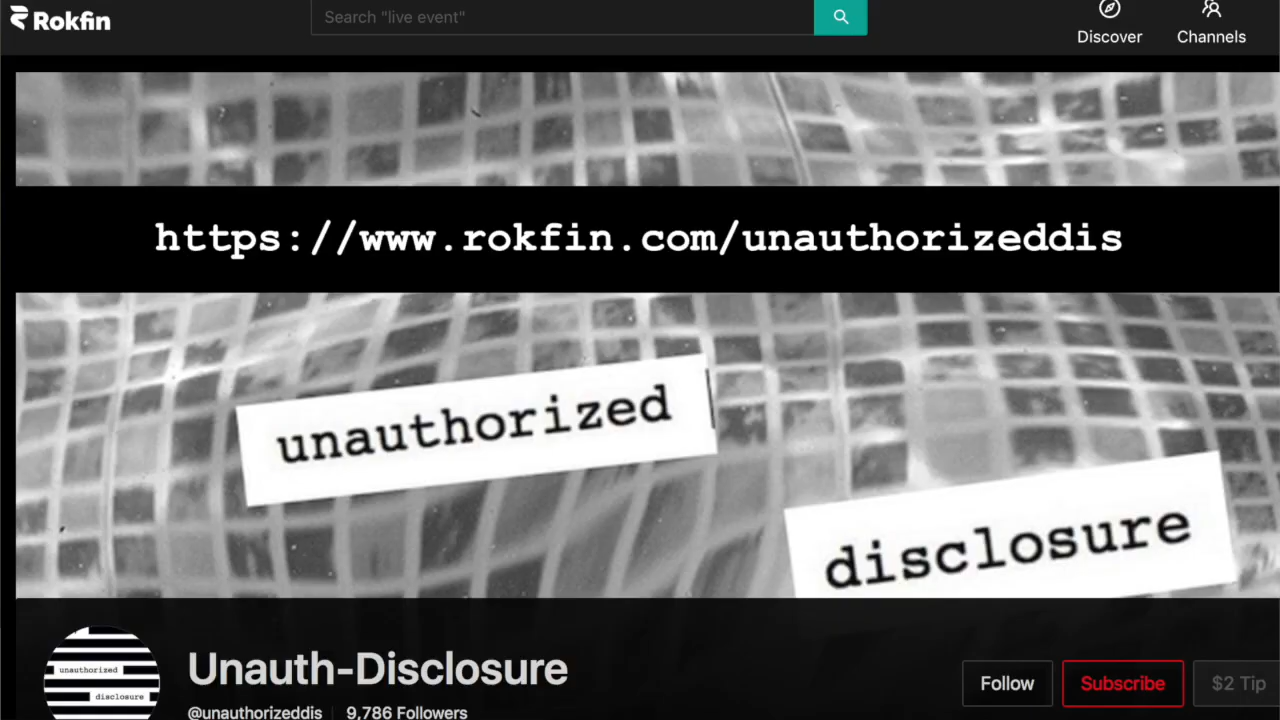 Rokfin
Search "live event"
Discover
Channels
https://www.rokfin.com/unauthorizeddis
unauthorized
disclosure
unauthorized
disclosure
Unauth-Disclosure
Follow
Subscribe
$2 Tip
@unauthorizeddis
9,786 Followers